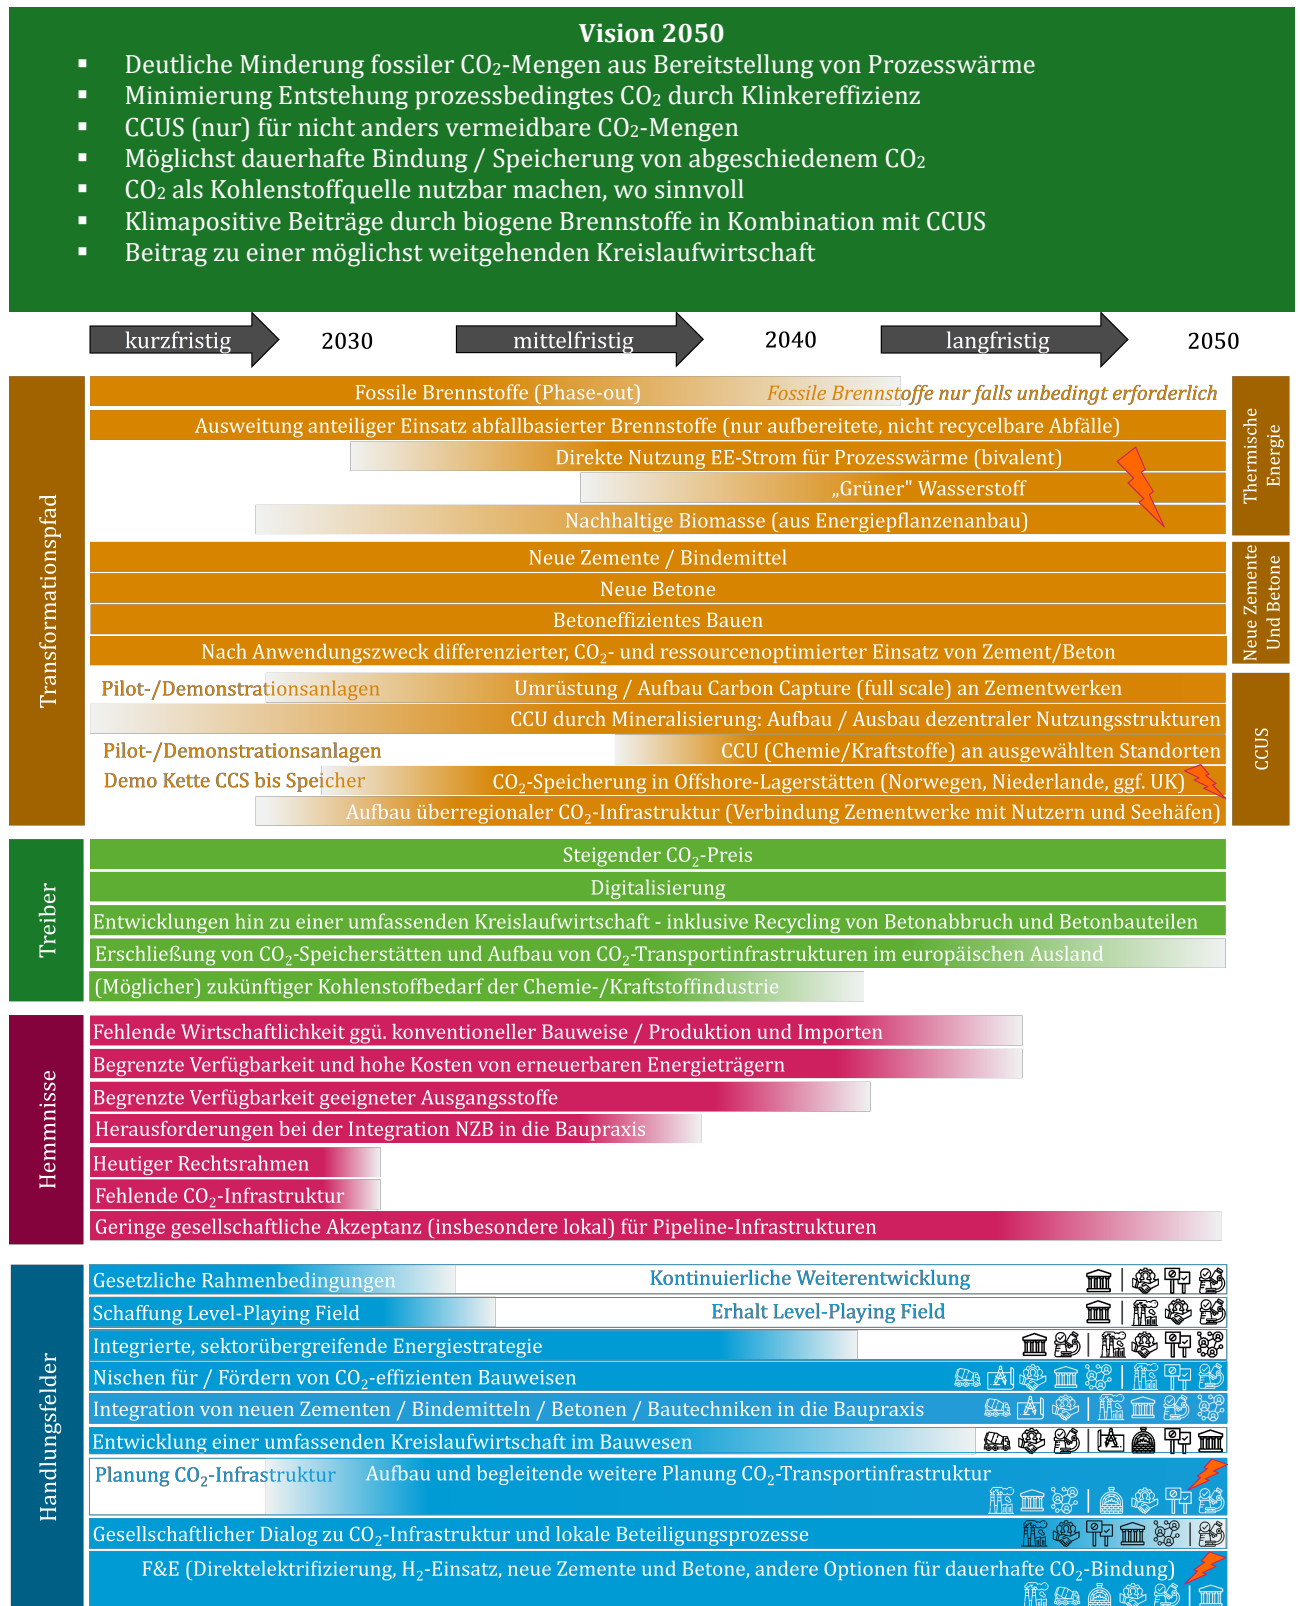 Vision 2050
▪ Deutliche Minderung fossiler CO₂-Mengen aus Bereitstellung von Prozesswärme
▪ Minimierung Entstehung prozessbedingtes CO₂ durch Klinkereffizienz
▪ CCUS (nur) für nicht anders vermeidbare CO₂-Mengen
▪ Möglichst dauerhafte Bindung / Speicherung von abgeschiedenem CO₂
▪ CO₂ als Kohlenstoffquelle nutzbar machen, wo sinnvoll
▪ Klimapositive Beiträge durch biogene Brennstoffe in Kombination mit CCUS
▪ Beitrag zu einer möglichst weitgehenden Kreislaufwirtschaft
kurzfristig 2030 mittelfristig 2040 langfristig 2050
Transformationspfad
Fossile Brennstoffe (Phase-out) Fossile Brennstoffe nur falls unbedingt erforderlich
Ausweitung anteiliger Einsatz abfallbasierter Brennstoffe (nur aufbereitete, nicht recycelbare Abfälle)
Direkte Nutzung EE-Strom für Prozesswärme (bivalent)
„Grüner" Wasserstoff
Nachhaltige Biomasse (aus Energiepflanzenanbau)
Thermische
Energie
Neue Zemente / Bindemittel
Neue Betone
Betoneffizientes Bauen
Nach Anwendungszweck differenzierter, CO₂- und ressourcenoptimierter Einsatz von Zement/Beton
Neue Zemente
Und Betone
Pilot-/Demonstrationsanlagen Umrüstung / Aufbau Carbon Capture (full scale) an Zementwerken
CCU durch Mineralisierung: Aufbau / Ausbau dezentraler Nutzungsstrukturen
Pilot-/Demonstrationsanlagen CCU (Chemie/Kraftstoffe) an ausgewählten Standorten
Demo Kette CCS bis Speicher CO₂-Speicherung in Offshore-Lagerstätten (Norwegen, Niederlande, ggf. UK)
Aufbau überregionaler CO₂-Infrastruktur (Verbindung Zementwerke mit Nutzern und Seehäfen)
CCUS
Treiber
Steigender CO₂-Preis
Digitalisierung
Entwicklungen hin zu einer umfassenden Kreislaufwirtschaft - inklusive Recycling von Betonabbruch und Betonbauteilen
Erschließung von CO₂-Speicherstätten und Aufbau von CO₂-Transportinfrastrukturen im europäischen Ausland
(Möglicher) zukünftiger Kohlenstoffbedarf der Chemie-/Kraftstoffindustrie
Hemmnisse
Fehlende Wirtschaftlichkeit ggü. konventioneller Bauweise / Produktion und Importen
Begrenzte Verfügbarkeit und hohe Kosten von erneuerbaren Energieträgern
Begrenzte Verfügbarkeit geeigneter Ausgangsstoffe
Herausforderungen bei der Integration NZB in die Baupraxis
Heutiger Rechtsrahmen
Fehlende CO₂-Infrastruktur
Geringe gesellschaftliche Akzeptanz (insbesondere lokal) für Pipeline-Infrastrukturen
Handlungsfelder
Gesetzliche Rahmenbedingungen Kontinuierliche Weiterentwicklung
Schaffung Level-Playing Field Erhalt Level-Playing Field
Integrierte, sektorübergreifende Energiestrategie
Nischen für / Fördern von CO₂-effizienten Bauweisen
Integration von neuen Zementen / Bindemitteln / Betonen / Bautechniken in die Baupraxis
Entwicklung einer umfassenden Kreislaufwirtschaft im Bauwesen
Planung CO₂-Infrastruktur Aufbau und begleitende weitere Planung CO₂-Transportinfrastruktur
Gesellschaftlicher Dialog zu CO₂-Infrastruktur und lokale Beteiligungsprozesse
F&E (Direktelektrifizierung, H₂-Einsatz, neue Zemente und Betone, andere Optionen für dauerhafte CO₂-Bindung)